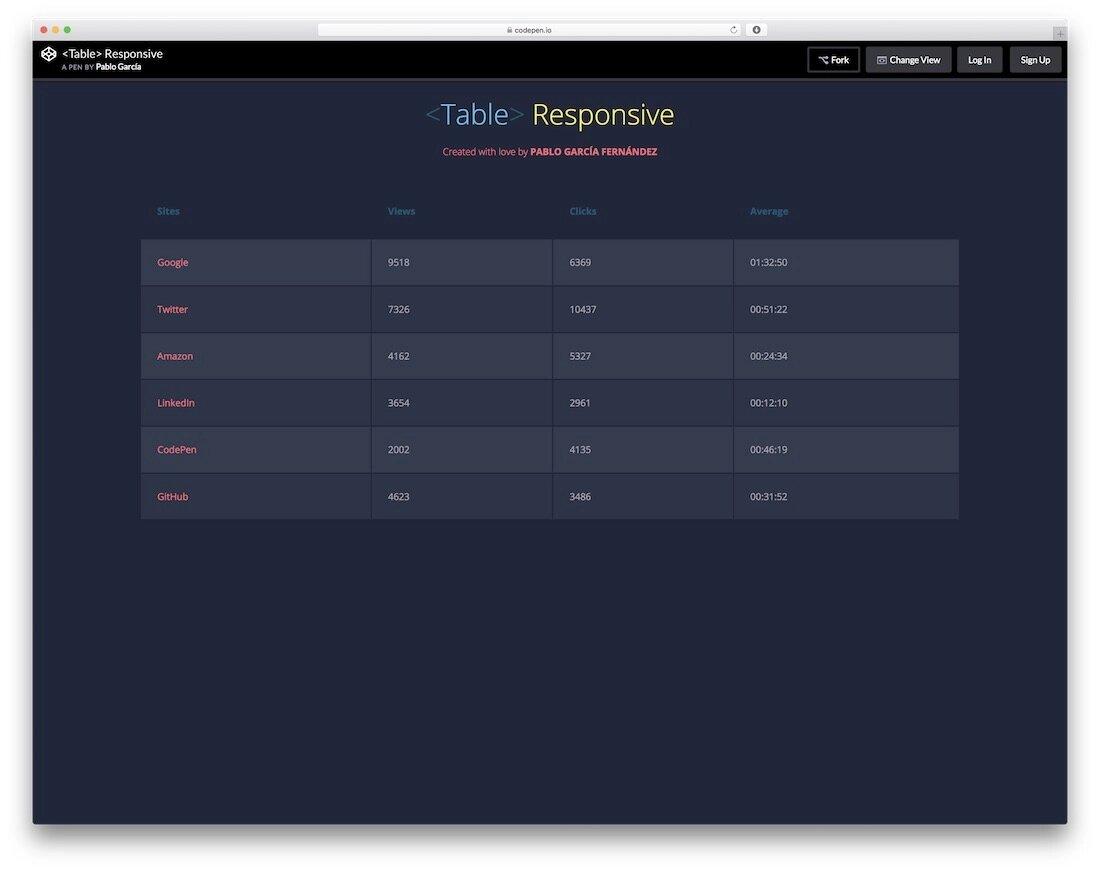 codepen.io
<Table> Responsive
A PEN BY Pablo García
Fork
Change View
Log In
Sign Up
<Table> Responsive
Created with love by PABLO GARCÍA FERNÁNDEZ
Sites Views Clicks Average
Google 9518 6369 01:32:50
Twitter 7326 10437 00:51:22
Amazon 4162 5327 00:24:34
LinkedIn 3654 2961 00:12:10
CodePen 2002 4135 00:46:19
GitHub 4623 3486 00:31:52